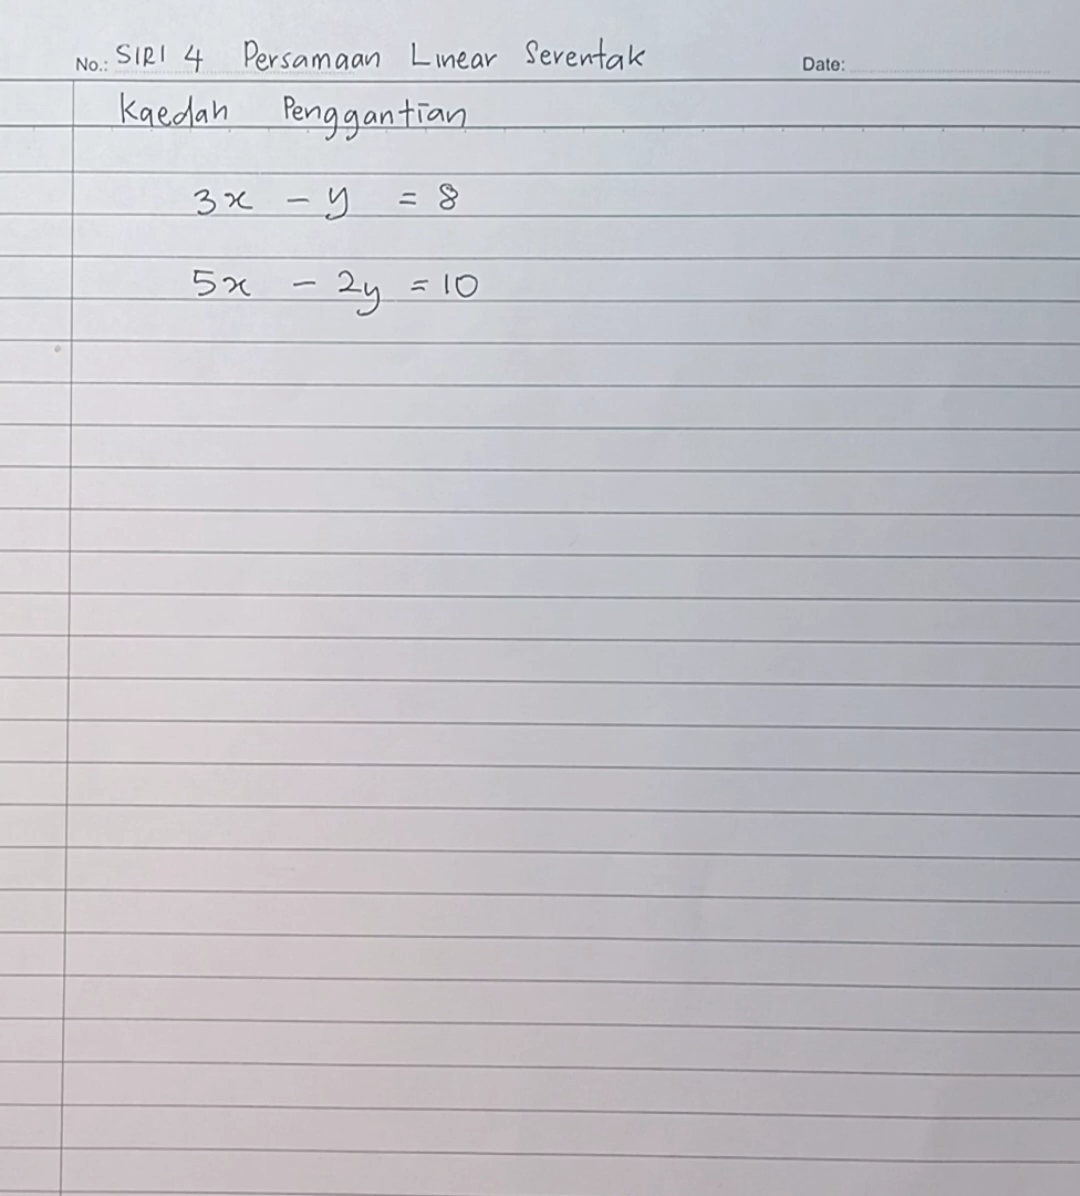 No.: SIRI 4 Persamaan Linear Serentak Date:
Kaedah Penggantian
3x - y = 8
5x - 2y = 10